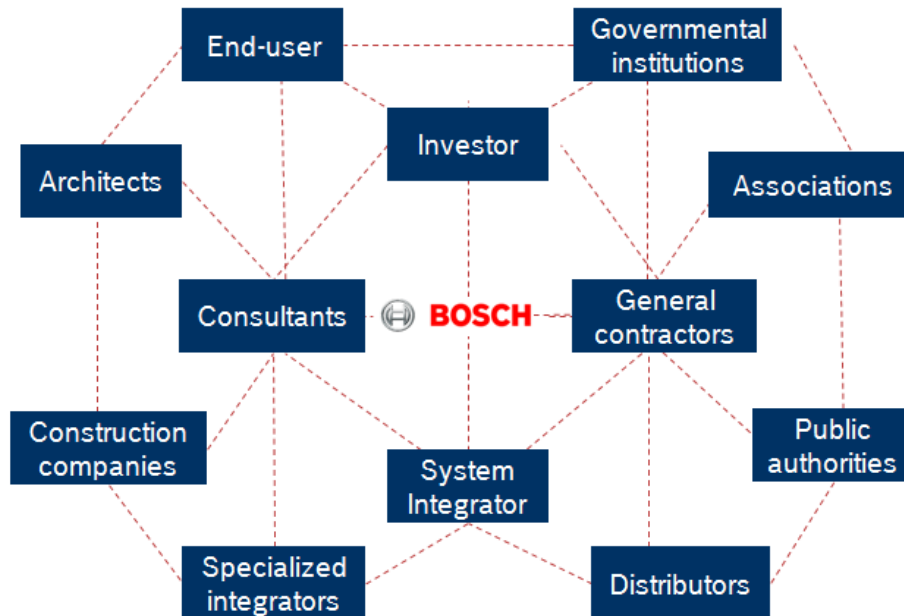 End-user
Governmental
institutions
Investor
Architects
Associations
Consultants
BOSCH
General
contractors
Construction
companies
System
Integrator
Public
authorities
Specialized
integrators
Distributors